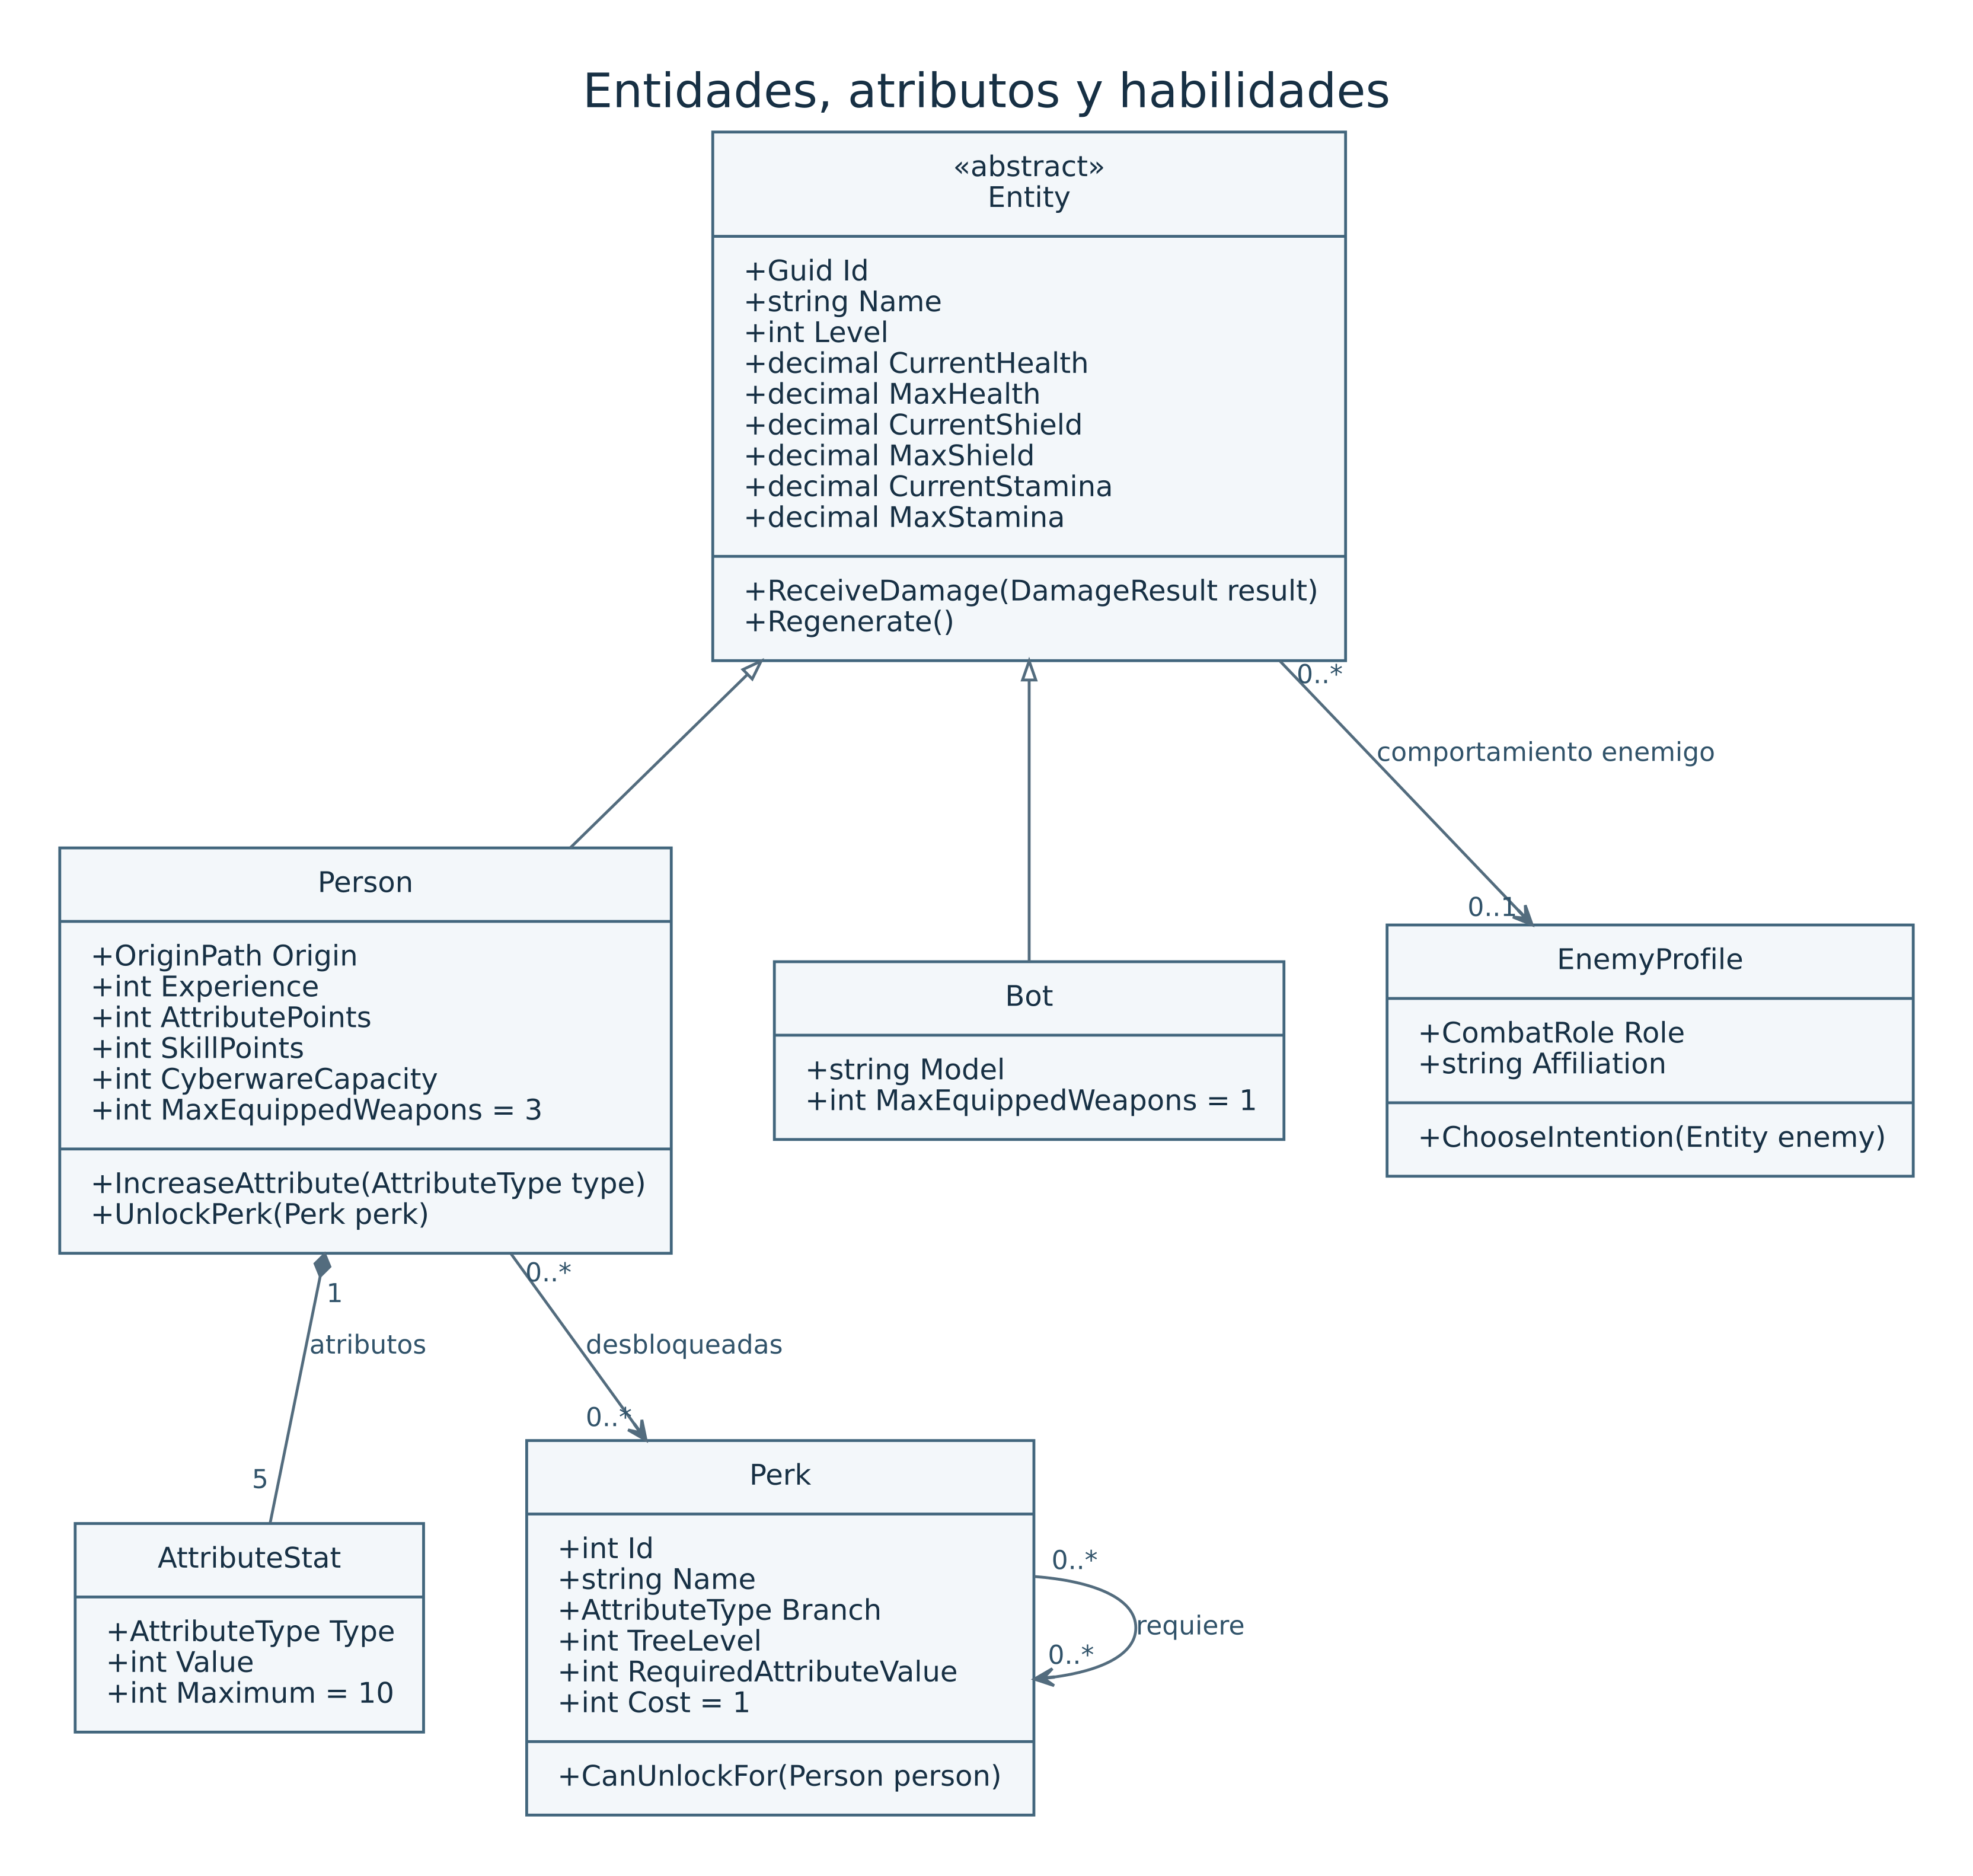 Entidades, atributos y habilidades
«abstract»
Entity
+Guid Id
+string Name
+int Level
+decimal CurrentHealth
+decimal MaxHealth
+decimal CurrentShield
+decimal MaxShield
+decimal CurrentStamina
+decimal MaxStamina
+ReceiveDamage(DamageResult result)
+Regenerate()
0..*
comportamiento enemigo
0..1
Person
+OriginPath Origin
+int Experience
+int AttributePoints
+int SkillPoints
+int CyberwareCapacity
+int MaxEquippedWeapons = 3
+IncreaseAttribute(AttributeType type)
+UnlockPerk(Perk perk)
Bot
+string Model
+int MaxEquippedWeapons = 1
EnemyProfile
+CombatRole Role
+string Affiliation
+ChooseIntention(Entity enemy)
1
atributos
5
0..*
desbloqueadas
0..*
AttributeStat
+AttributeType Type
+int Value
+int Maximum = 10
Perk
+int Id
+string Name
+AttributeType Branch
+int TreeLevel
+int RequiredAttributeValue
+int Cost = 1
+CanUnlockFor(Person person)
0..*
requiere
0..*